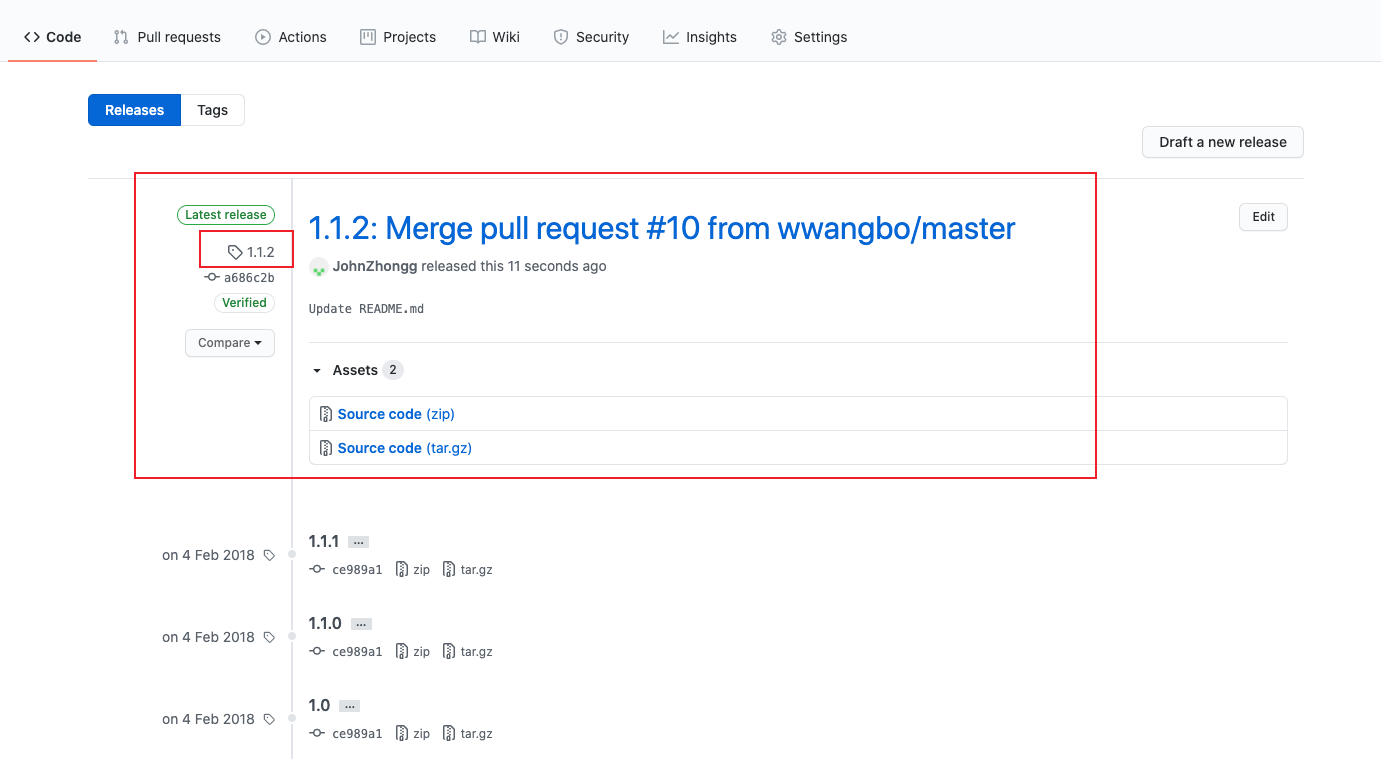 Code Pull requests Actions Projects Wiki Security Insights Settings
Releases Tags
Draft a new release
Latest release
1.1.2
a686c2b
Verified
Compare
1.1.2: Merge pull request #10 from wwangbo/master
Edit
JohnZhongg released this 11 seconds ago
Update README.md
Assets 2
Source code (zip)
Source code (tar.gz)
on 4 Feb 2018
1.1.1 ...
ce989a1 zip tar.gz
on 4 Feb 2018
1.1.0 ...
ce989a1 zip tar.gz
on 4 Feb 2018
1.0 ...
ce989a1 zip tar.gz